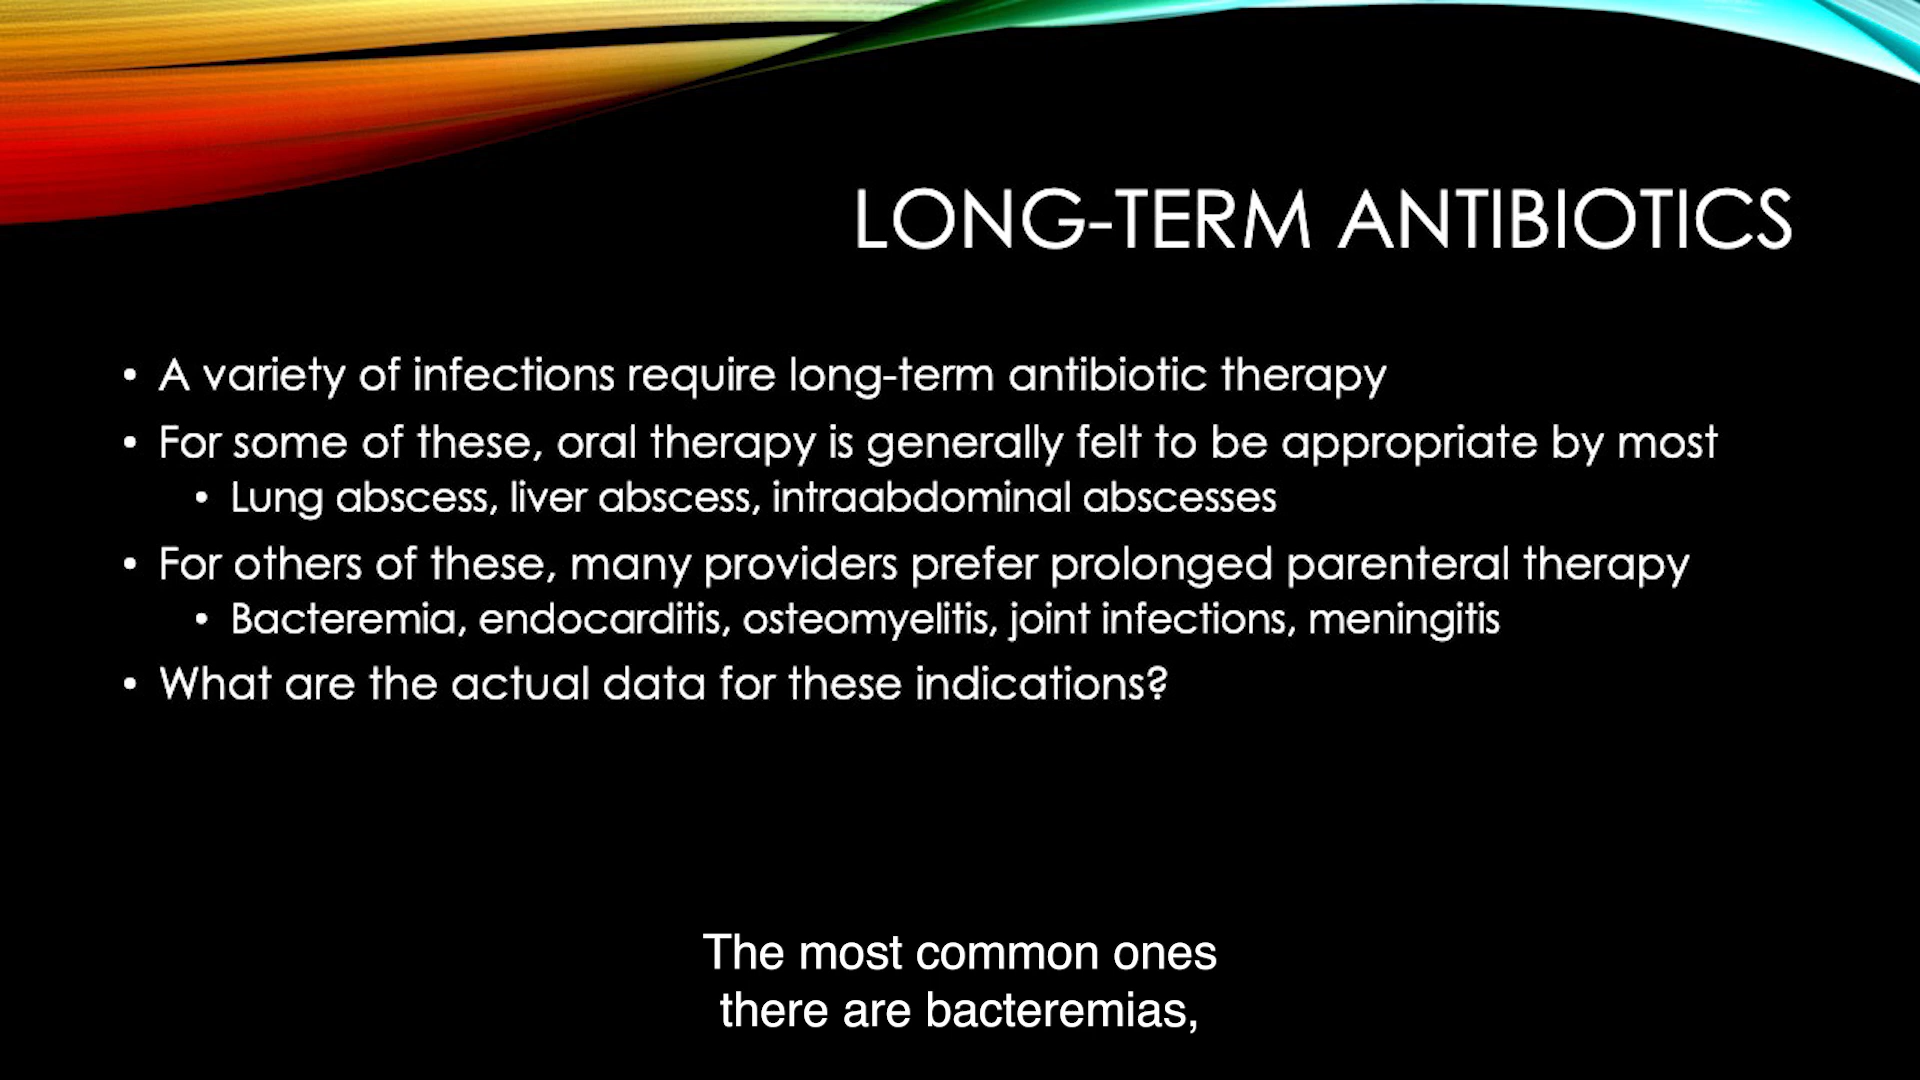 LONG-TERM ANTIBIOTICS
• A variety of infections require long-term antibiotic therapy
• For some of these, oral therapy is generally felt to be appropriate by most
• Lung abscess, liver abscess, intraabdominal abscesses
• For others of these, many providers prefer prolonged parenteral therapy
• Bacteremia, endocarditis, osteomyelitis, joint infections, meningitis
• What are the actual data for these indications?
The most common ones
there are bacteremias,